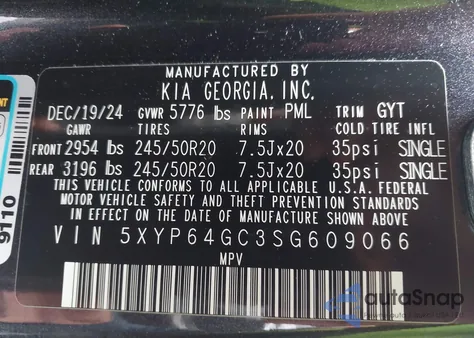 MANUFACTURED BY
KIA GEORGIA, INC.
DEC/19/24 GVWR 5776 lbs PAINT PML TRIM GYT
GAWR TIRES RIMS COLD TIRE INFL
FRONT 2954 lbs 245/50R20 7.5Jx20 35psi SINGLE
REAR 3196 lbs 245/50R20 7.5Jx20 35psi SINGLE
THIS VEHICLE CONFORMS TO ALL APPLICABLE U.S.A. FEDERAL
MOTOR VEHICLE SAFETY AND THEFT PREVENTION STANDARDS
IN EFFECT ON THE DATE OF MANUFACTURE SHOWN ABOVE.
VIN 5XYP64GC3SG609066
MPV
9110
autoSnap